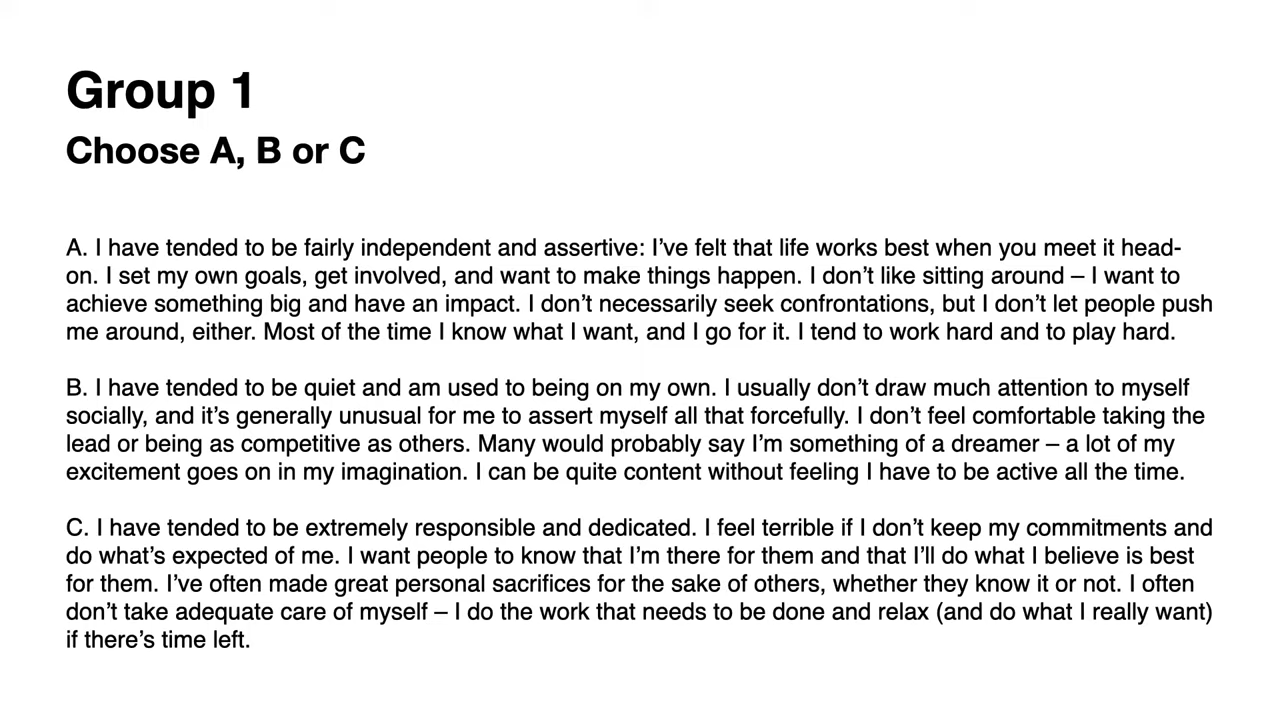 Group 1
Choose A, B or C
A. I have tended to be fairly independent and assertive: I’ve felt that life works best when you meet it head-
on. I set my own goals, get involved, and want to make things happen. I don’t like sitting around – I want to
achieve something big and have an impact. I don’t necessarily seek confrontations, but I don’t let people push
me around, either. Most of the time I know what I want, and I go for it. I tend to work hard and to play hard.
B. I have tended to be quiet and am used to being on my own. I usually don’t draw much attention to myself
socially, and it’s generally unusual for me to assert myself all that forcefully. I don’t feel comfortable taking the
lead or being as competitive as others. Many would probably say I’m something of a dreamer – a lot of my
excitement goes on in my imagination. I can be quite content without feeling I have to be active all the time.
C. I have tended to be extremely responsible and dedicated. I feel terrible if I don’t keep my commitments and
do what’s expected of me. I want people to know that I’m there for them and that I’ll do what I believe is best
for them. I’ve often made great personal sacrifices for the sake of others, whether they know it or not. I often
don’t take adequate care of myself – I do the work that needs to be done and relax (and do what I really want)
if there’s time left.